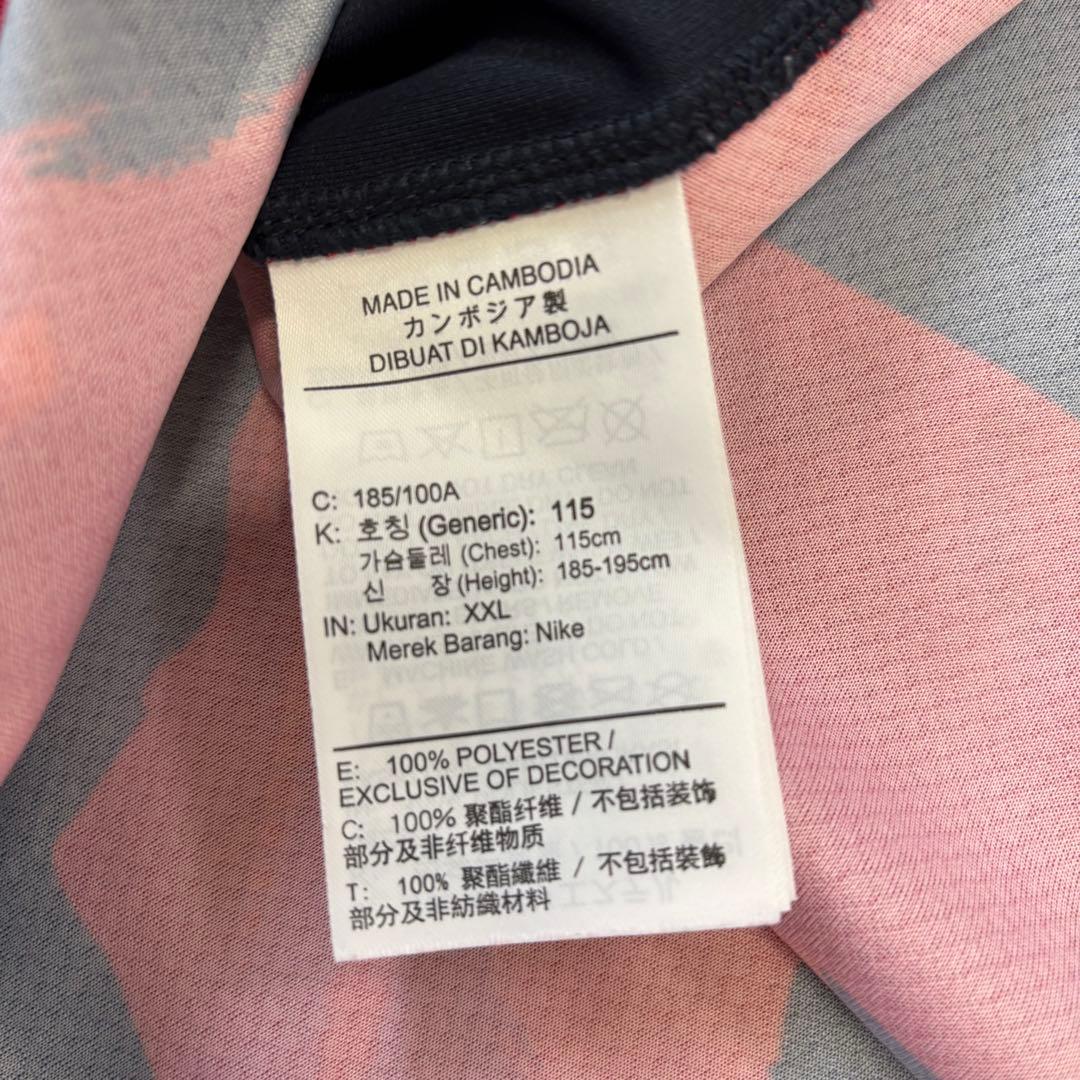 MADE IN CAMBODIA
カンボジア製
DIBUAT DI KAMBOJA
C: 185/100A
K: 호칭 (Generic): 115
가슴둘레 (Chest): 115cm
신 장 (Height): 185-195cm
IN: Ukuran: XXL
Merek Barang: Nike
E: 100% POLYESTER /
EXCLUSIVE OF DECORATION
C: 100% 聚酯纤维 / 不包括装饰
部分及非纤维物质
T: 100% 聚酯纖維 / 不包括裝飾
部分及非紡織材料